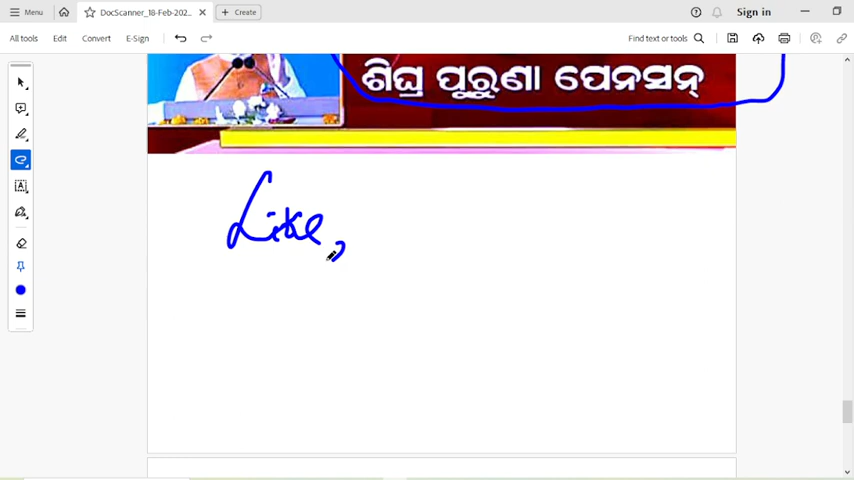 Menu DocScanner_18-Feb-202... Create Sign in
All tools Edit Convert E-Sign Find text or tools
ଶିଘ୍ର ପୁରୁଣା ପେନସନ୍
Like,